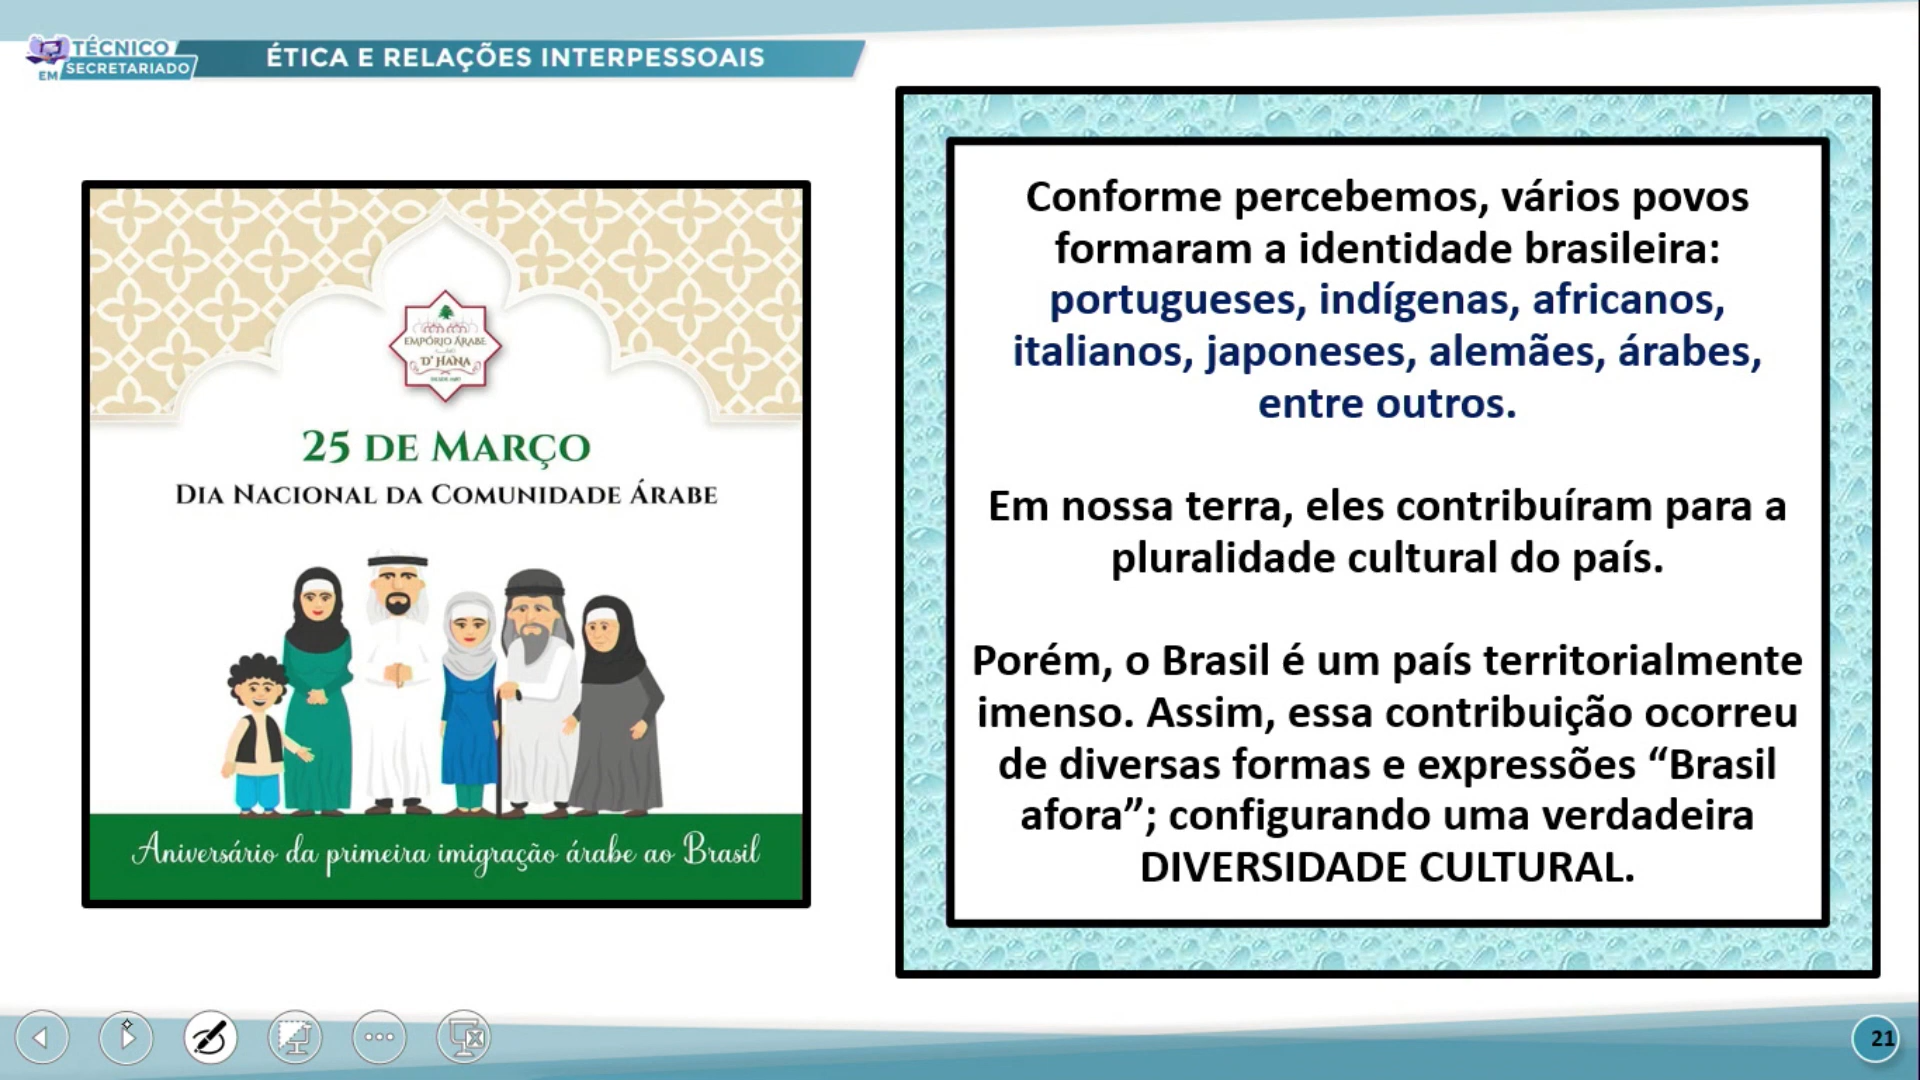 TÉCNICO
EM SECRETARIADO
ÉTICA E RELAÇÕES INTERPESSOAIS
EMPÓRIO ÁRABE
D' HANA
25 DE MARÇO
DIA NACIONAL DA COMUNIDADE ÁRABE
Aniversário da primeira imigração árabe ao Brasil
Conforme percebemos, vários povos
formaram a identidade brasileira:
portugueses, indígenas, africanos,
italianos, japoneses, alemães, árabes,
entre outros.
Em nossa terra, eles contribuíram para a
pluralidade cultural do país.
Porém, o Brasil é um país territorialmente
imenso. Assim, essa contribuição ocorreu
de diversas formas e expressões “Brasil
afora”; configurando uma verdadeira
DIVERSIDADE CULTURAL.
21